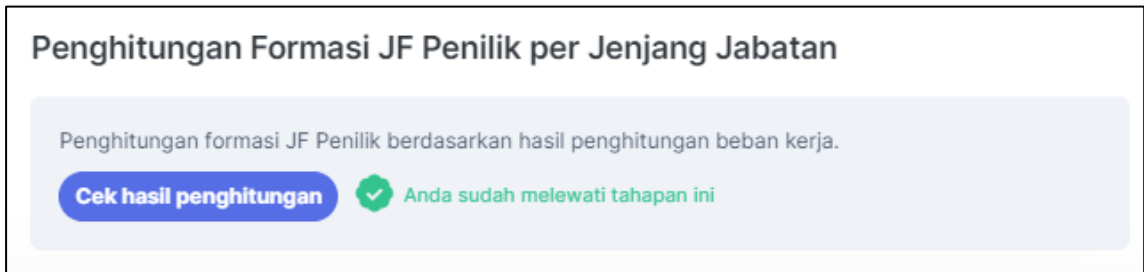 Penghitungan Formasi JF Penilik per Jenjang Jabatan
Penghitungan formasi JF Penilik berdasarkan hasil penghitungan beban kerja.
Cek hasil penghitungan Anda sudah melewati tahapan ini